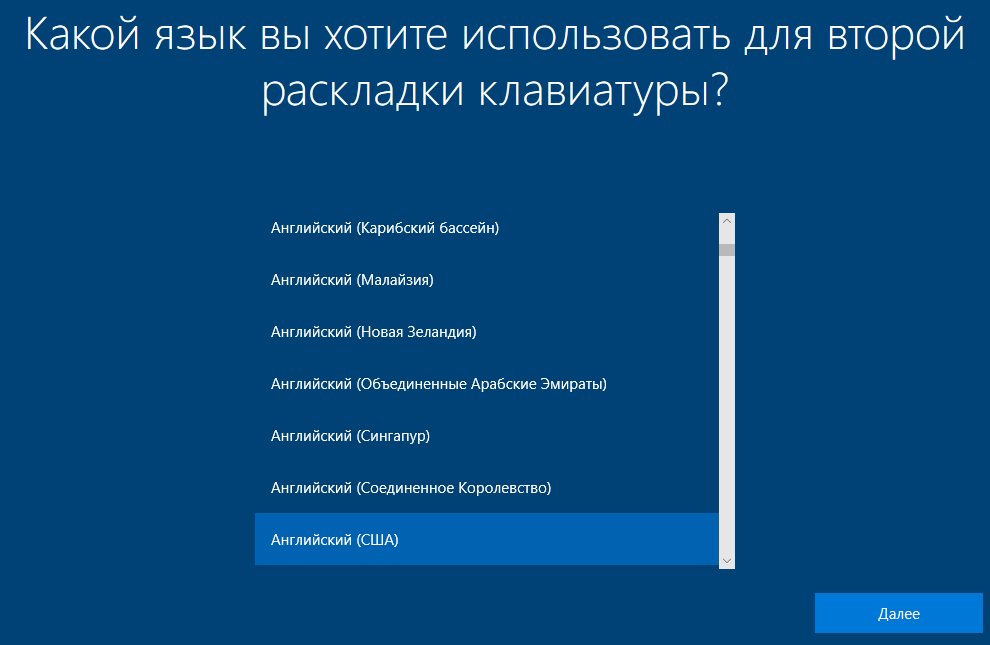 Какой язык вы хотите использовать для второй
раскладки клавиатуры?
Английский (Карибский бассейн)
Английский (Малайзия)
Английский (Новая Зеландия)
Английский (Объединенные Арабские Эмираты)
Английский (Сингапур)
Английский (Соединенное Королевство)
Английский (США)
Далее